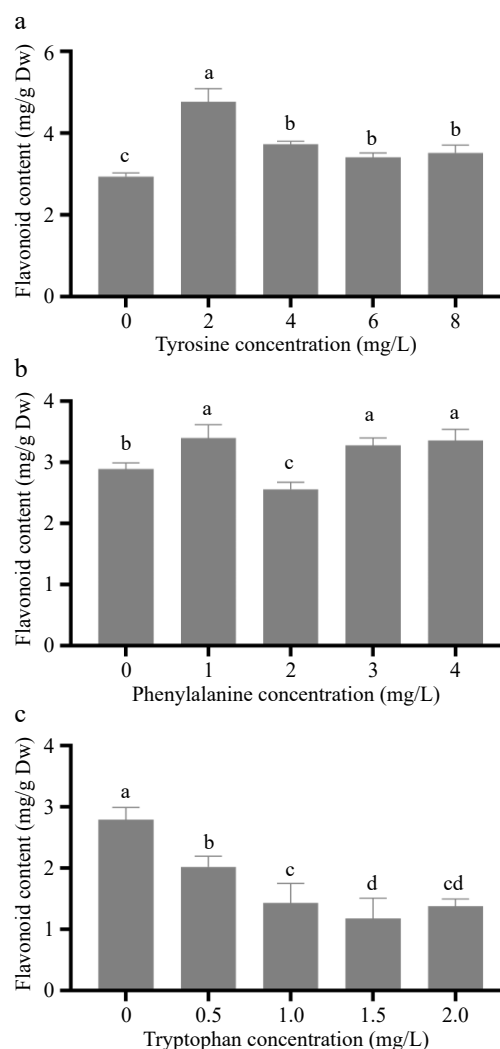 a
Flavonoid content (mg/g Dw)
6
4
2
0
c
a
b
b
b
0 2 4 6 8
Tyrosine concentration (mg/L)
b
Flavonoid content (mg/g Dw)
4
3
2
1
0
b
a
c
a
a
0 1 2 3 4
Phenylalanine concentration (mg/L)
c
Flavonoid content (mg/g Dw)
4
3
2
1
0
a
b
c
d
cd
0 0.5 1.0 1.5 2.0
Tryptophan concentration (mg/L)